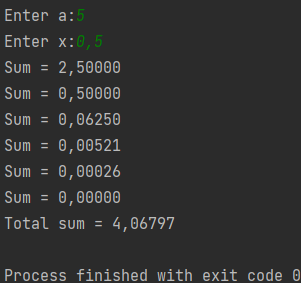 Enter a:5
Enter x:0,5
Sum = 2,50000
Sum = 0,50000
Sum = 0,06250
Sum = 0,00521
Sum = 0,00026
Sum = 0,00000
Total sum = 4,06797
Process finished with exit code 0